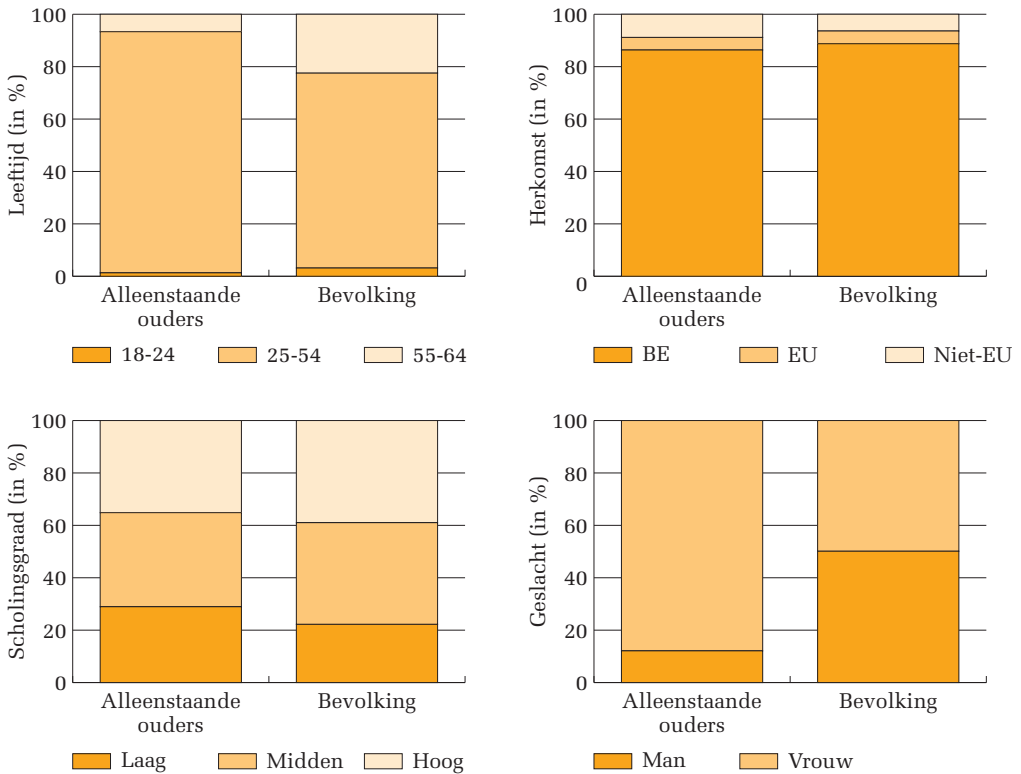 Leeftijd (in %)
100
80
60
40
20
0
Alleenstaande
ouders
Bevolking
18-24 25-54 55-64
Herkomst (in %)
100
80
60
40
20
0
Alleenstaande
ouders
Bevolking
BE EU Niet-EU
Scholingsgraad (in %)
100
80
60
40
20
0
Alleenstaande
ouders
Bevolking
Laag Midden Hoog
Geslacht (in %)
100
80
60
40
20
0
Alleenstaande
ouders
Bevolking
Man Vrouw